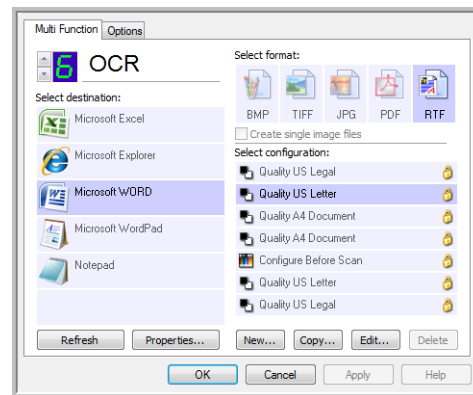 Multi Function Options
6 OCR
Select destination:
Microsoft Excel
Microsoft Explorer
Microsoft WORD
Microsoft WordPad
Notepad
Refresh Properties...
Select format:
BMP TIFF JPG PDF RTF
Create single image files
Select configuration:
Quality US Legal
Quality US Letter
Quality A4 Document
Quality A4 Document
Configure Before Scan
Quality US Letter
Quality US Legal
New... Copy... Edit... Delete
OK Cancel Apply Help